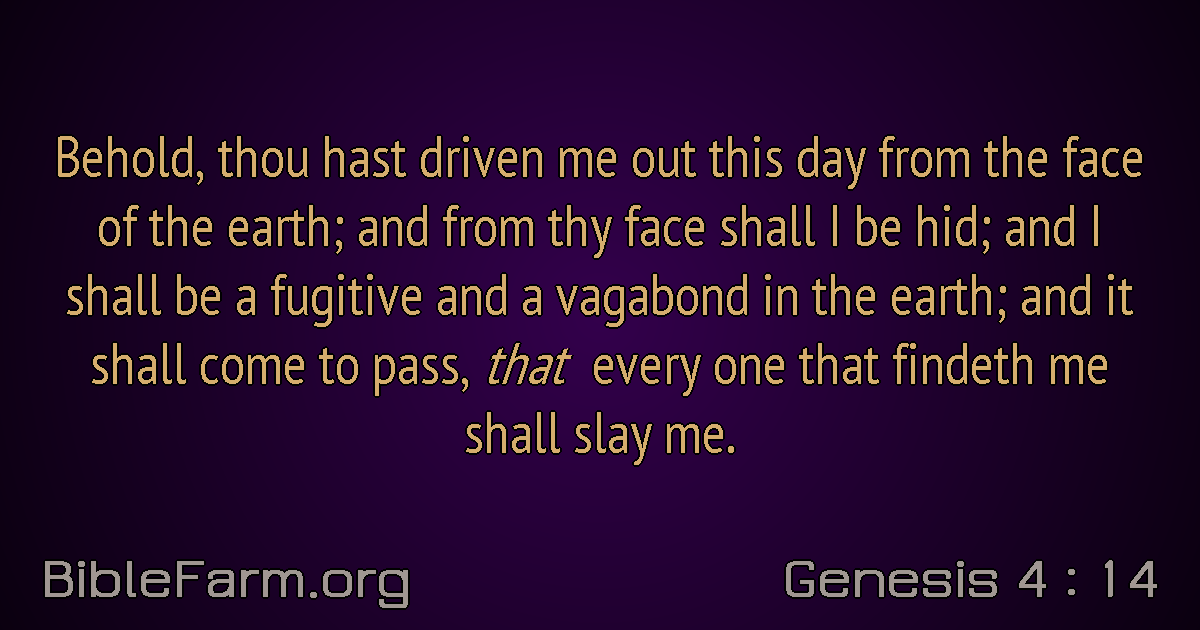 Behold, thou hast driven me out this day from the face
of the earth; and from thy face shall I be hid; and I
shall be a fugitive and a vagabond in the earth; and it
shall come to pass, that every one that findeth me
shall slay me.
BibleFarm.org
Genesis 4 : 14